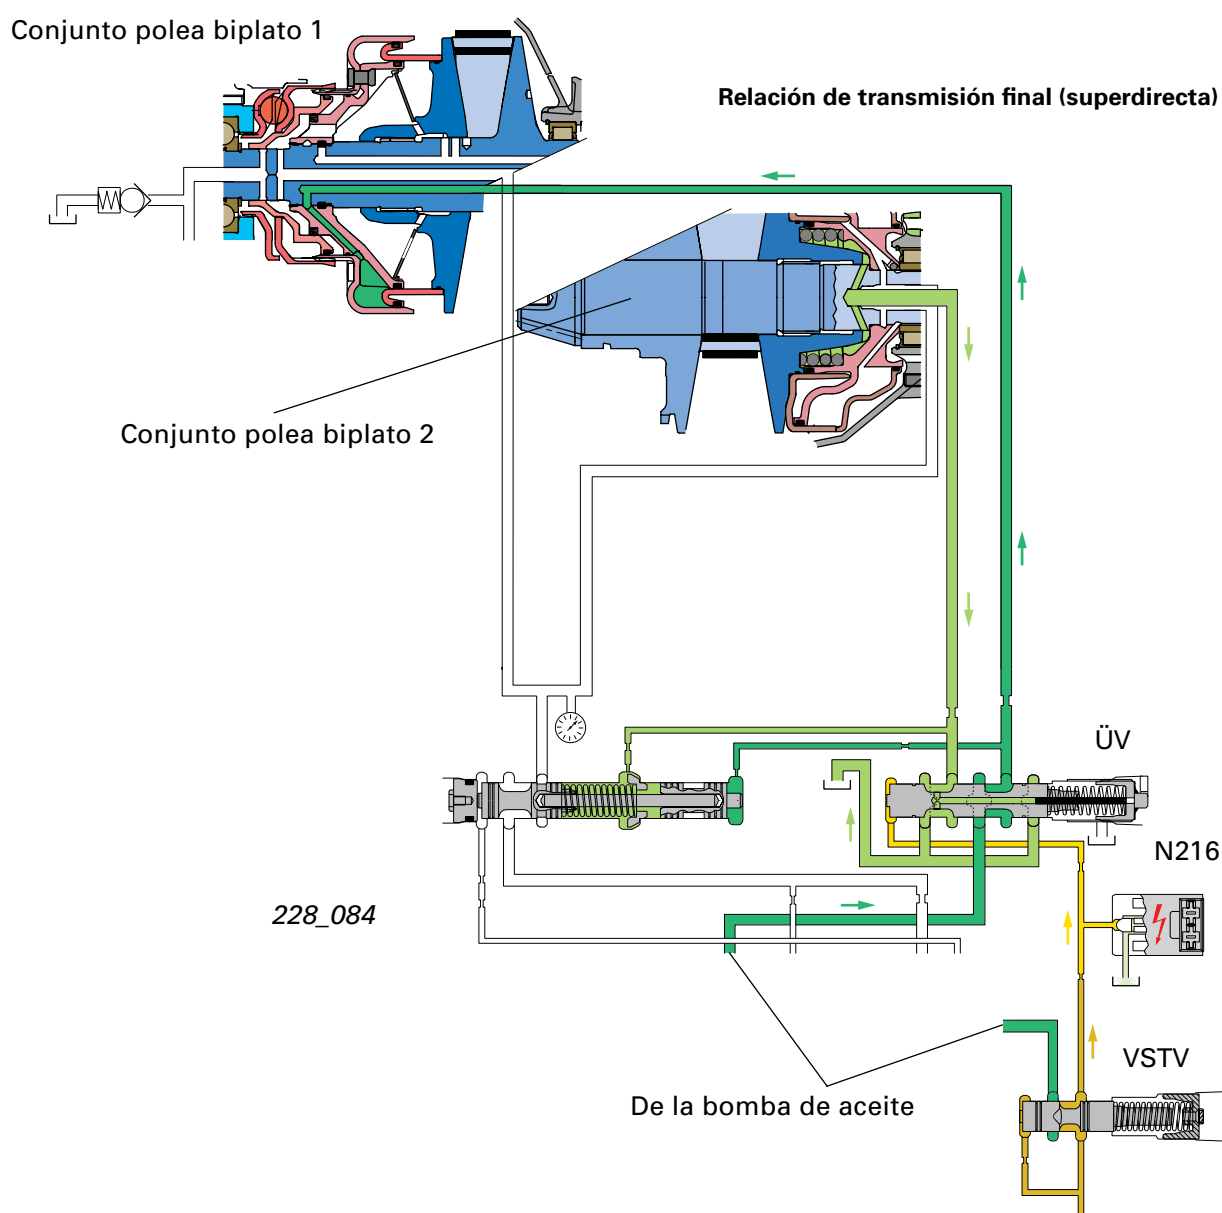 Conjunto polea biplato 1
Relación de transmisión final (superdirecta)
Conjunto polea biplato 2
ÜV
N216
228_084
VSTV
De la bomba de aceite